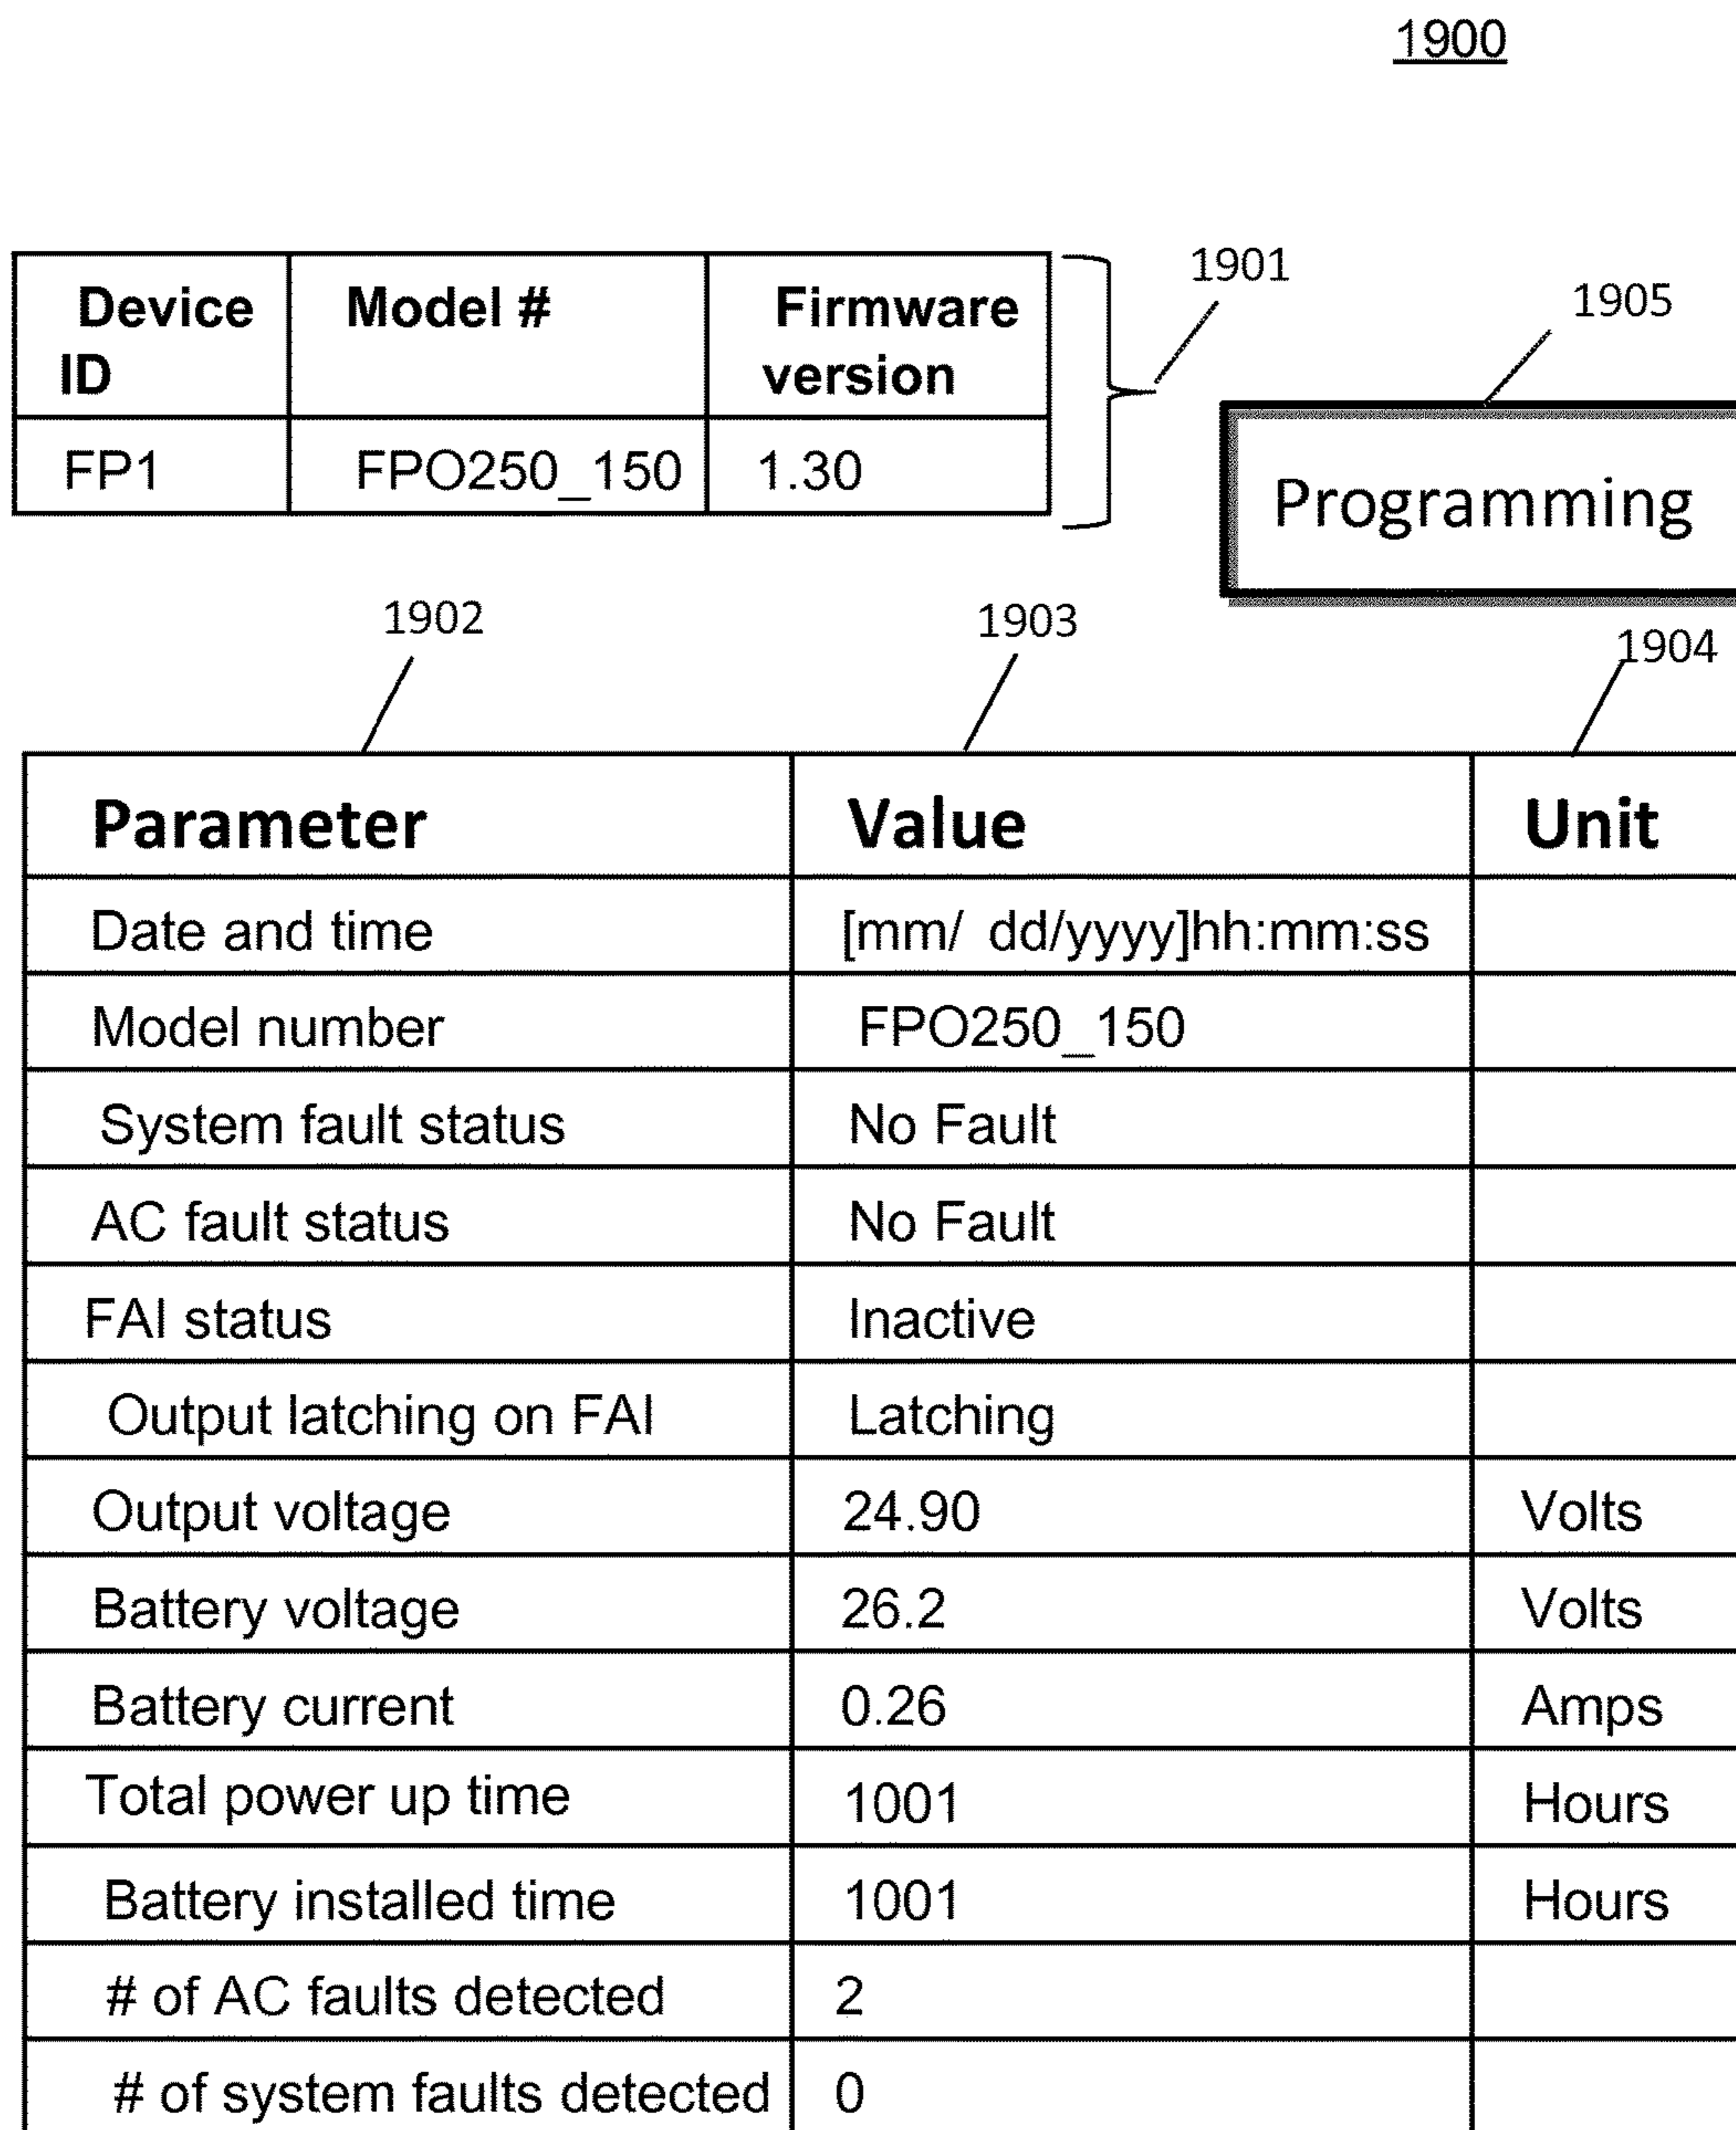 1900
1901
1905
Device ID Model # Firmware version
FP1 FPO250_150 1.30
Programming
1902 1903 1904
Parameter Value Unit
Date and time [mm/ dd/yyyy]hh:mm:ss
Model number FPO250_150
System fault status No Fault
AC fault status No Fault
FAI status Inactive
Output latching on FAI Latching
Output voltage 24.90 Volts
Battery voltage 26.2 Volts
Battery current 0.26 Amps
Total power up time 1001 Hours
Battery installed time 1001 Hours
# of AC faults detected 2
# of system faults detected 0